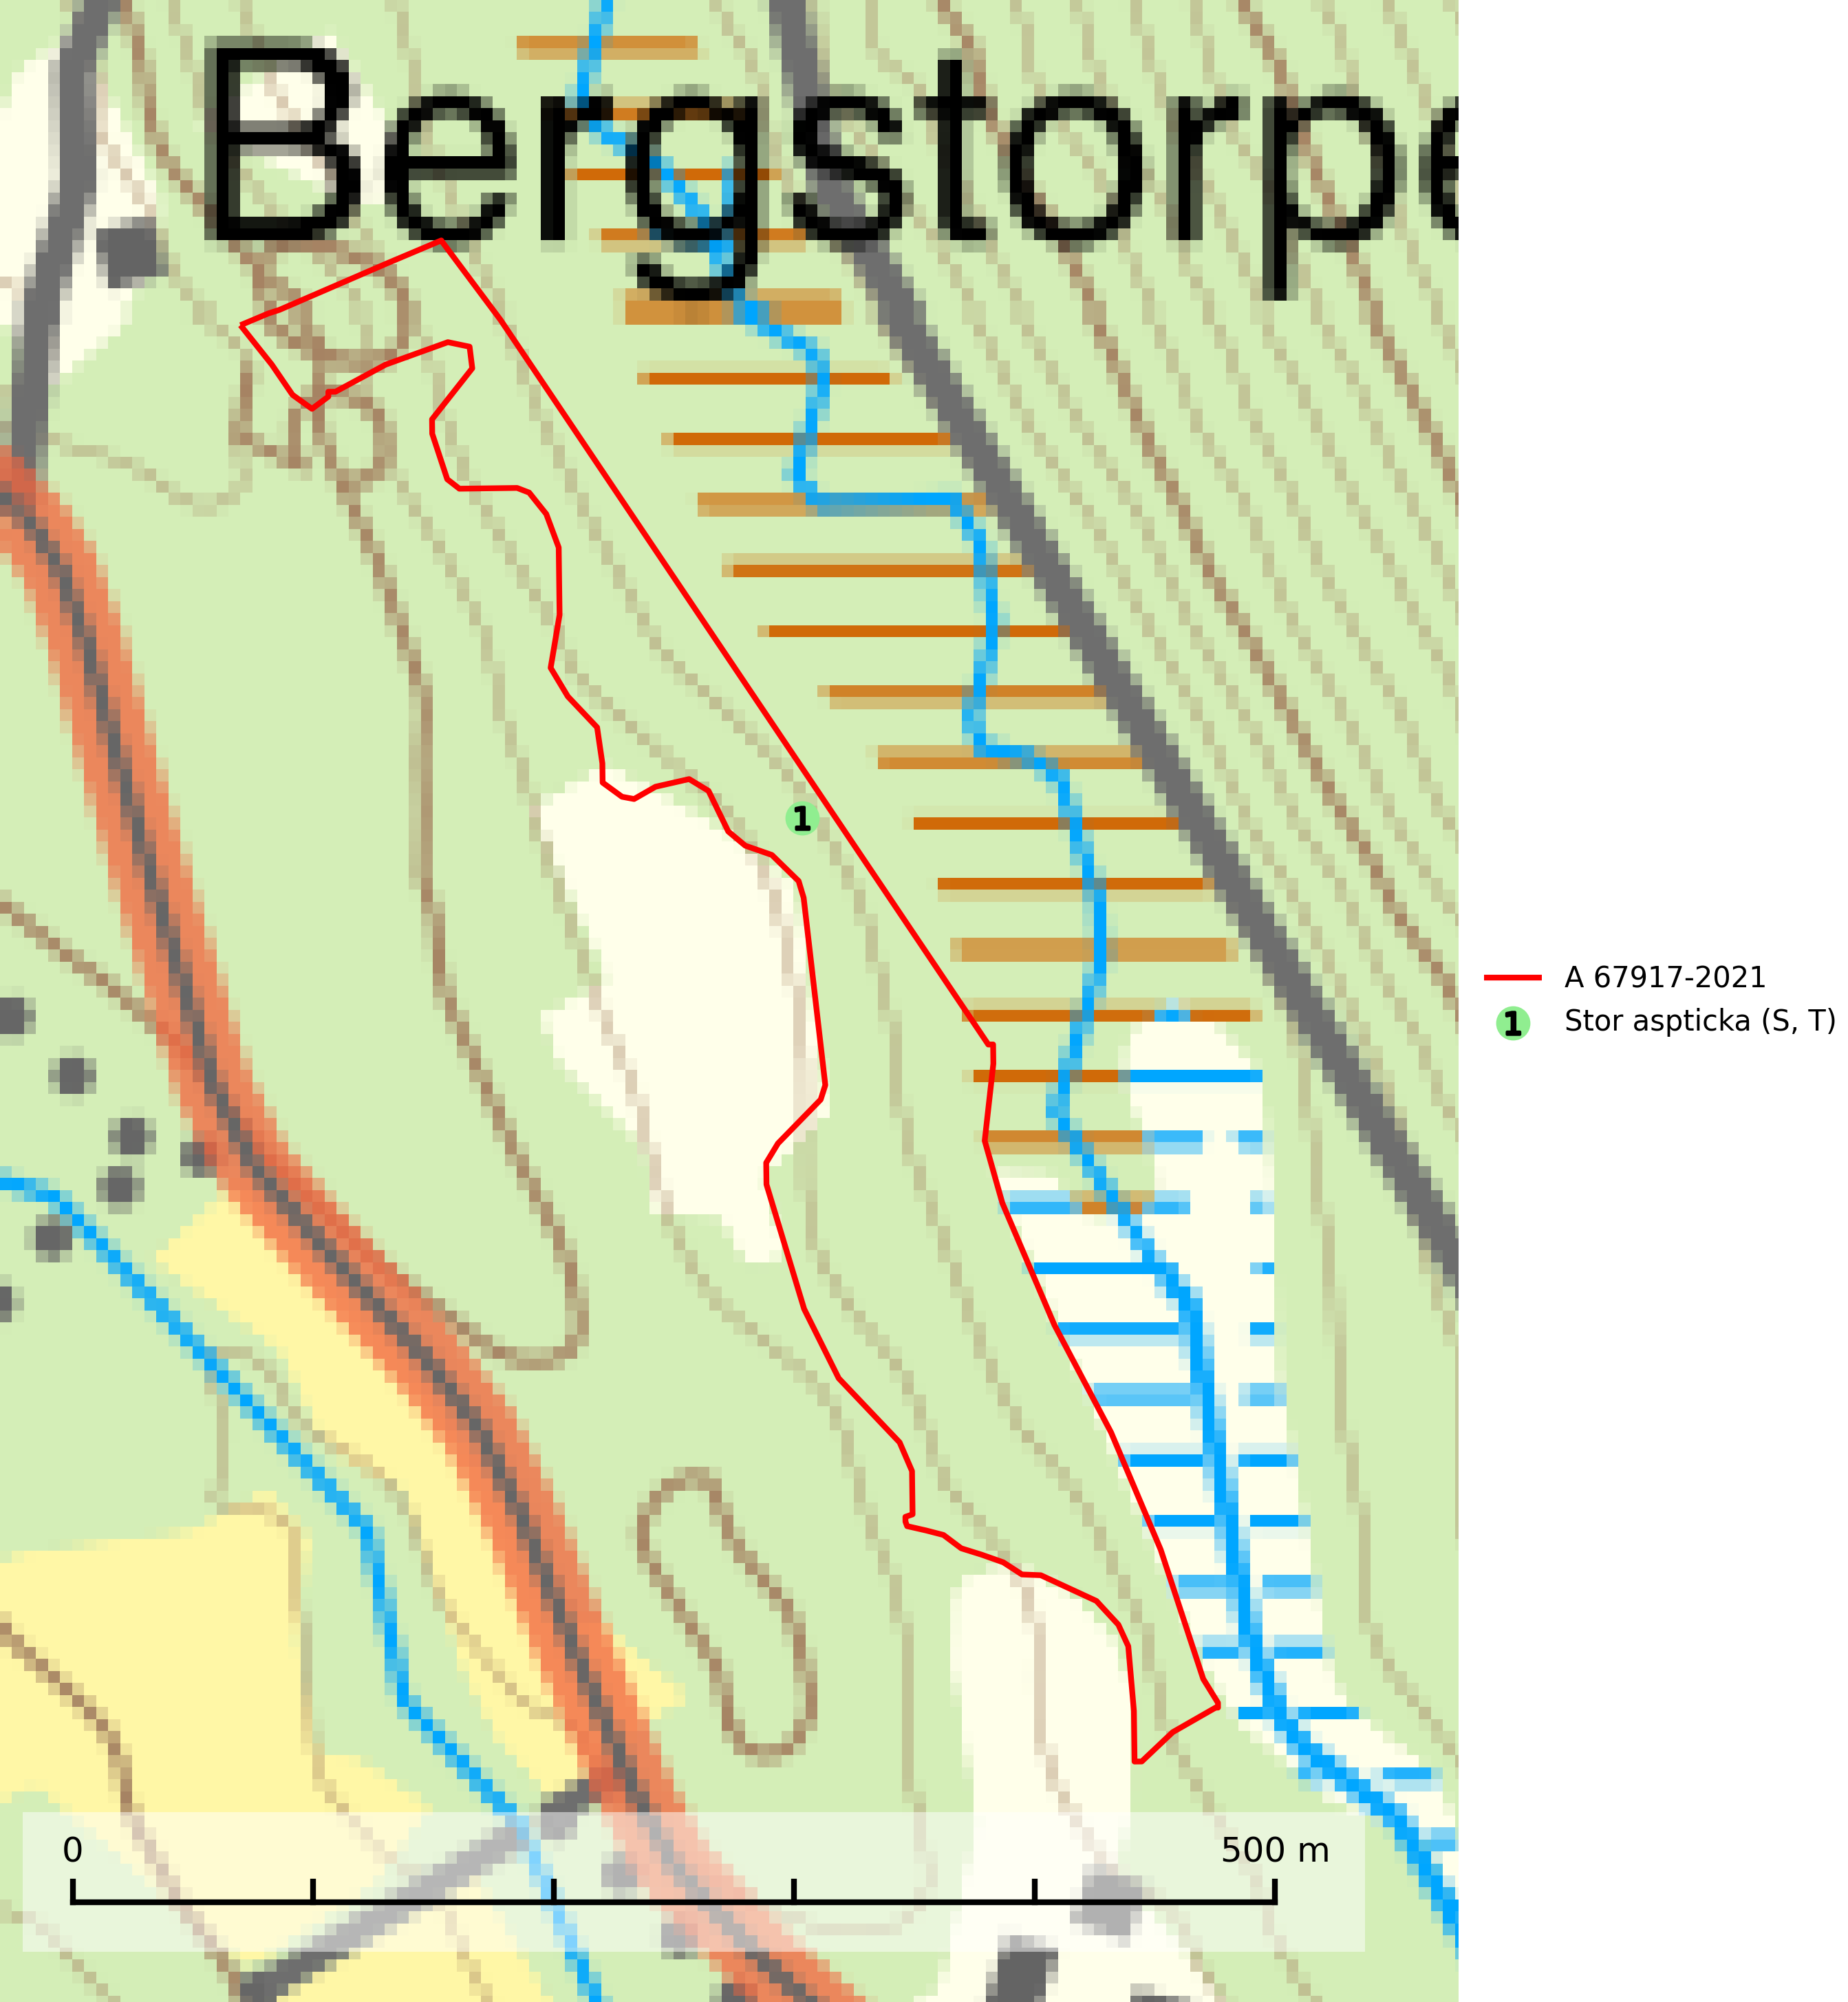 Bergstorpe
1
A 67917-2021
1 Stor aspticka (S, T)
0 500 m